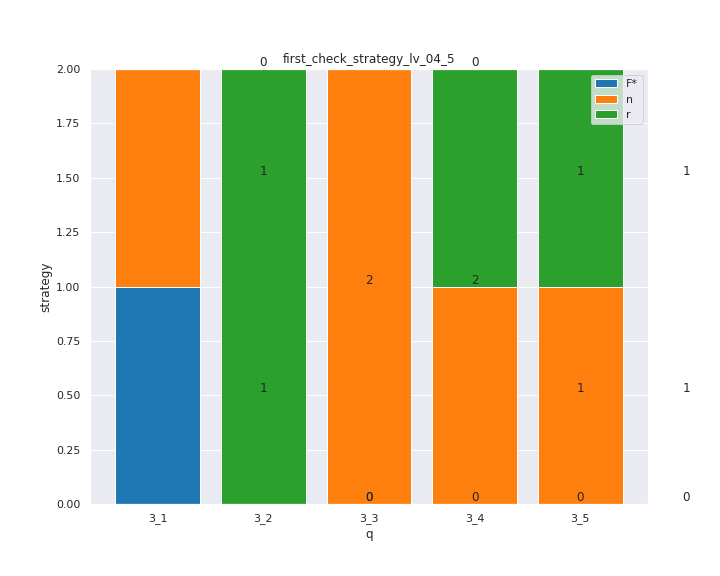 0 first_check_strategy_lv_04_5 0
2.00
F*
n
r
1.75
1 1 1
1.50
1.25
2 2
1.00
strategy
0.75
1 1 1
0.50
0.25
0 0 0 0
0.00
3_1 3_2 3_3 3_4 3_5
q